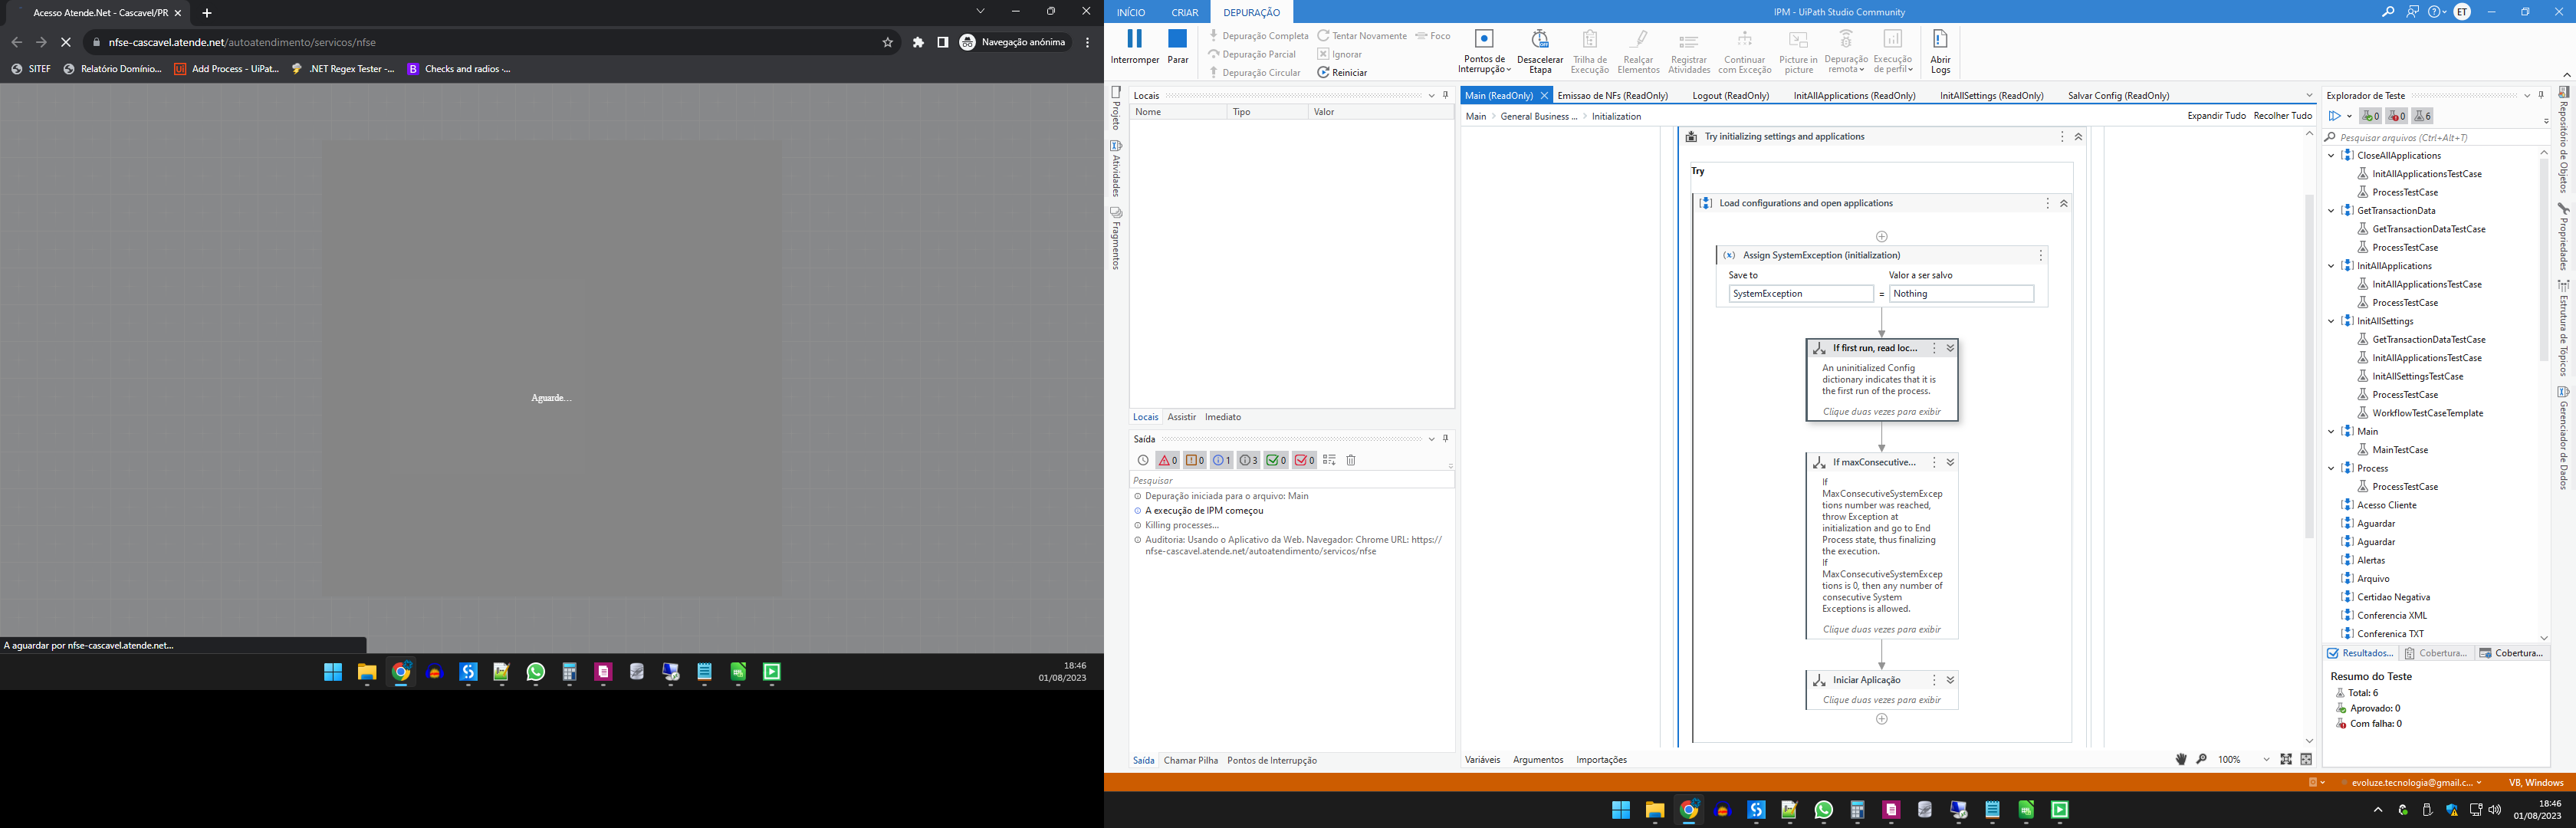 Acesso Atende.Net - Cascavel/PR
nfse-cascavel.atende.net/autoatendimento/servicos/nfse
Navegação anónima
SITEF
Relatório Domínio...
Add Process - UiPat...
.NET Regex Tester -...
Checks and radios -...
Aguarde...
A aguardar por nfse-cascavel.atende.net...
18:46
01/08/2023
INÍCIO
CRIAR
DEPURAÇÃO
IPM - UiPath Studio Community
ET
Interromper
Parar
Depuração Completa
Depuração Parcial
Depuração Circular
Tentar Novamente
Ignorar
Reiniciar
Foco
Pontos de
Interrupção
Desacelerar
Etapa
Trilha de
Execução
Realçar
Elementos
Registrar
Atividades
Continuar
com Exceção
Picture in
picture
Depuração
remota
Execução
de perfil
Abrir
Logs
Projeto
Atividades
Fragmentos
Locais
Nome
Tipo
Valor
Locais
Assistir
Imediato
Saída
0
0
1
3
0
0
Pesquisar
Depuração iniciada para o arquivo: Main
A execução de IPM começou
Killing processes...
Auditoria: Usando o Aplicativo da Web. Navegador: Chrome URL: https://
nfse-cascavel.atende.net/autoatendimento/servicos/nfse
Saída
Chamar Pilha
Pontos de Interrupção
Main (ReadOnly)
Emissao de NFs (ReadOnly)
Logout (ReadOnly)
InitAllApplications (ReadOnly)
InitAllSettings (ReadOnly)
Salvar Config (ReadOnly)
Main > General Business ... > Initialization
Expandir Tudo
Recolher Tudo
Try initializing settings and applications
Try
Load configurations and open applications
Assign SystemException (initialization)
Save to
Valor a ser salvo
SystemException
=
Nothing
If first run, read loc...
An uninitialized Config
dictionary indicates that it is
the first run of the process.
Clique duas vezes para exibir
If maxConsecutive...
If
MaxConsecutiveSystemExcep
tions number was reached,
throw Exception at
initialization and go to End
Process state, thus finalizing
the execution.
If
MaxConsecutiveSystemExcep
tions is 0, then any number of
consecutive System
Exceptions is allowed.
Clique duas vezes para exibir
Iniciar Aplicação
Clique duas vezes para exibir
Variáveis
Argumentos
Importações
100%
Explorador de Teste
0
0
6
Pesquisar arquivos (Ctrl+Alt+T)
CloseAllApplications
InitAllApplicationsTestCase
ProcessTestCase
GetTransactionData
GetTransactionDataTestCase
ProcessTestCase
InitAllApplications
InitAllApplicationsTestCase
ProcessTestCase
InitAllSettings
GetTransactionDataTestCase
InitAllApplicationsTestCase
InitAllSettingsTestCase
ProcessTestCase
WorkflowTestCaseTemplate
Main
MainTestCase
Process
ProcessTestCase
Acesso Cliente
Aguardar
Aguardar
Alertas
Arquivo
Certidao Negativa
Conferencia XML
Conferenica TXT
Resultados...
Cobertura...
Cobertura...
Resumo do Teste
Total: 6
Aprovado: 0
Com falha: 0
Repositório de Objetos
Propriedades
Estrutura de Tópicos
Gerenciador de Dados
evoluze.tecnologia@gmail.c...
VB, Windows
18:46
01/08/2023